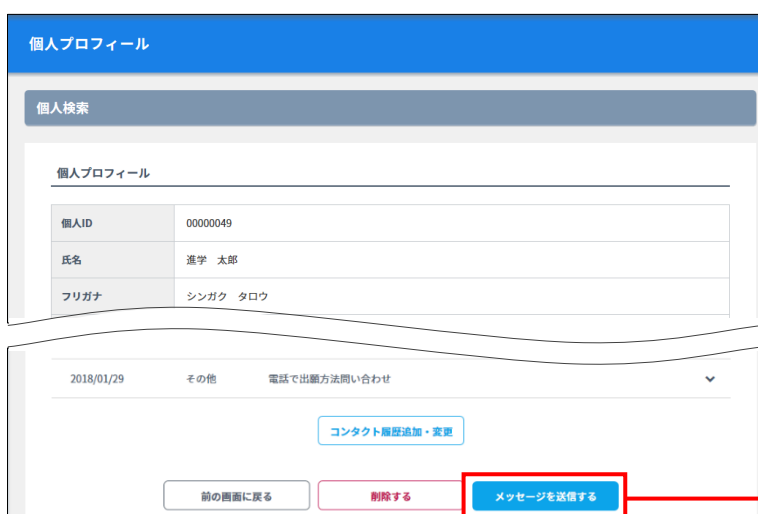 個人プロフィール
個人検索
個人プロフィール
個人ID 00000049
氏名 進学 太郎
フリガナ シンガク タロウ
2018/01/29 その他 電話で出願方法問い合わせ
コンタクト履歴追加・変更
前の画面に戻る 削除する メッセージを送信する